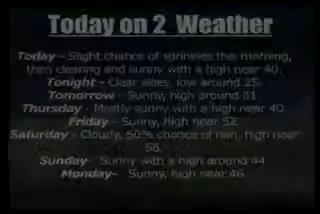 Today on 2 Weather
Today - Slight chance of sprinkles this morning,
then clearing and sunny with a high near 40.
Tonight - Clear skies, low around 25.
Tomorrow - Sunny, high around 51.
Thursday - Mostly sunny with a high near 40.
Friday - Sunny, high near 52.
Saturday - Cloudy, 50% chance of rain, high near
55.
Sunday - Sunny with a high around 44
Monday- Sunny, high near 46.